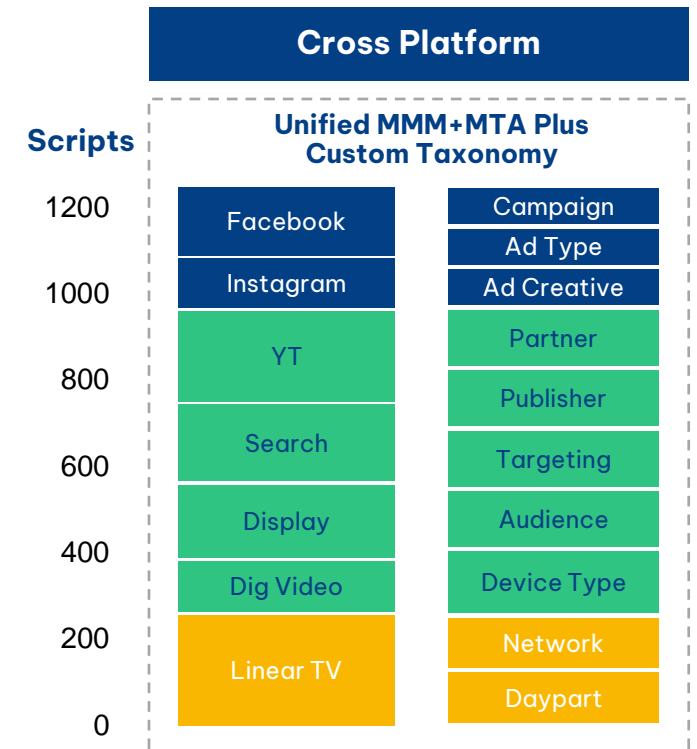 Cross Platform
Scripts
Unified MMM+MTA Plus
Custom Taxonomy
1200
1000
800
600
400
200
0
Facebook
Instagram
YT
Search
Display
Dig Video
Linear TV
Campaign
Ad Type
Ad Creative
Partner
Publisher
Targeting
Audience
Device Type
Network
Daypart